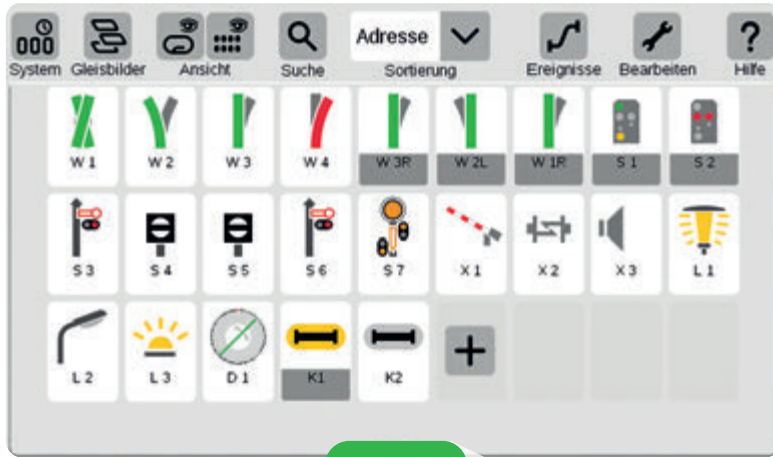 000
Adresse
?
System Gleisbilder Ansicht Suche Sortierung Ereignisse Bearbeiten Hilfe
W 1 W 2 W 3 W 4 W 3R W 2L W 1R S 1 S 2
S 3 S 4 S 5 S 6 S 7 X 1 X 2 X 3 L 1
L 2 L 3 D 1 K1 K2